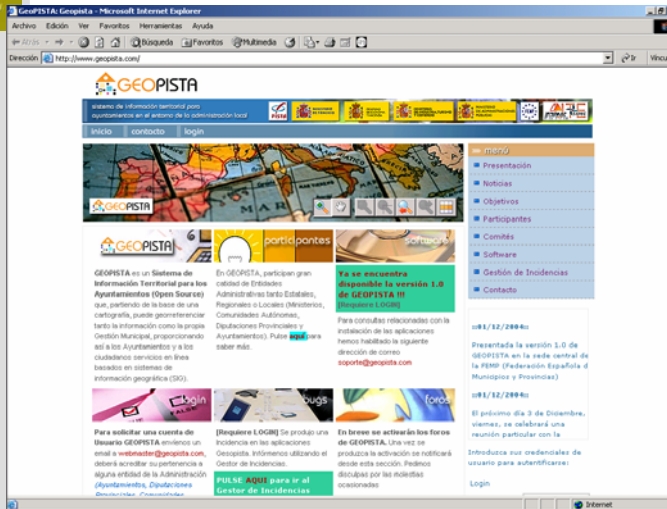 GeoPISTA: Geopista - Microsoft Internet Explorer
Archivo Edición Ver Favoritos Herramientas Ayuda
Atrás Búsqueda Favoritos Multimedia
Dirección http://www.geopista.com/ Ir Víncu
GEOPISTA
sistema de información territorial para
ayuntamientos en el entorno de la administración local
inicio contacto login
GEOPISTA
menú
Presentación
Noticias
Objetivos
Participantes
Comités
Software
Gestión de Incidencias
Contacto
GEOPISTA
GEOPISTA es un Sistema de
Información Territorial para los
Ayuntamientos (Open Source)
que, partiendo de la base de una
cartografía, puede georreferenciar
tanto la información como la propia
Gestión Municipal, proporcionando
así a los Ayuntamientos y a los
ciudadanos servicios en línea
basados en sistemas de
información geográfica (SIG).
participantes
En GEOPISTA, participan gran
catidad de Entidades
Administrativas tanto Estatales,
Regionales o Locales (Ministerios,
Comunidades Autónomas,
Diputaciones Provinciales y
Ayuntamientos). Pulse aquí para
saber más.
software
Ya se encuentra
disponible la versión 1.0
de GEOPISTA !!!
[Requiere LOGIN]
Para consultas relacionadas con la
instalación de las aplicaciones
hemos habilitado la siguiente
dirección de correo
soporte@geopista.com
::01/12/2004::
Presentada la versión 1.0 de
GEOPISTA en la sede central de
la FEMP (Federación Española d
Municipios y Provincias)
::01/12/2004::
El próximo día 3 de Diciembre,
viernes, se celebrará una
reunión particular con la
login
Para solicitar una cuenta de
Usuario GEOPISTA envíenos un
email a webmaster@geopista.com,
deberá acreditar su pertenencia a
alguna entidad de la Administración
(Ayuntamientos, Diputaciones
Provinciales, Comunidades
bugs
[Requiere LOGIN] Se produjo una
Incidencia en las aplicaciones
Geospista. Infórmenos utilizando el
Gestor de Incidencias.
PULSE AQUI para ir al
Gestor de Incidencias
foros
En breve se activarán los foros
de GEOPISTA. Una vez se
produzca la activación se notificará
desde esta sección. Pedimos
disculpas por las molestias
ocasionadas
Introduzca sus credenciales de
usuario para autentificarse:
Login
Internet